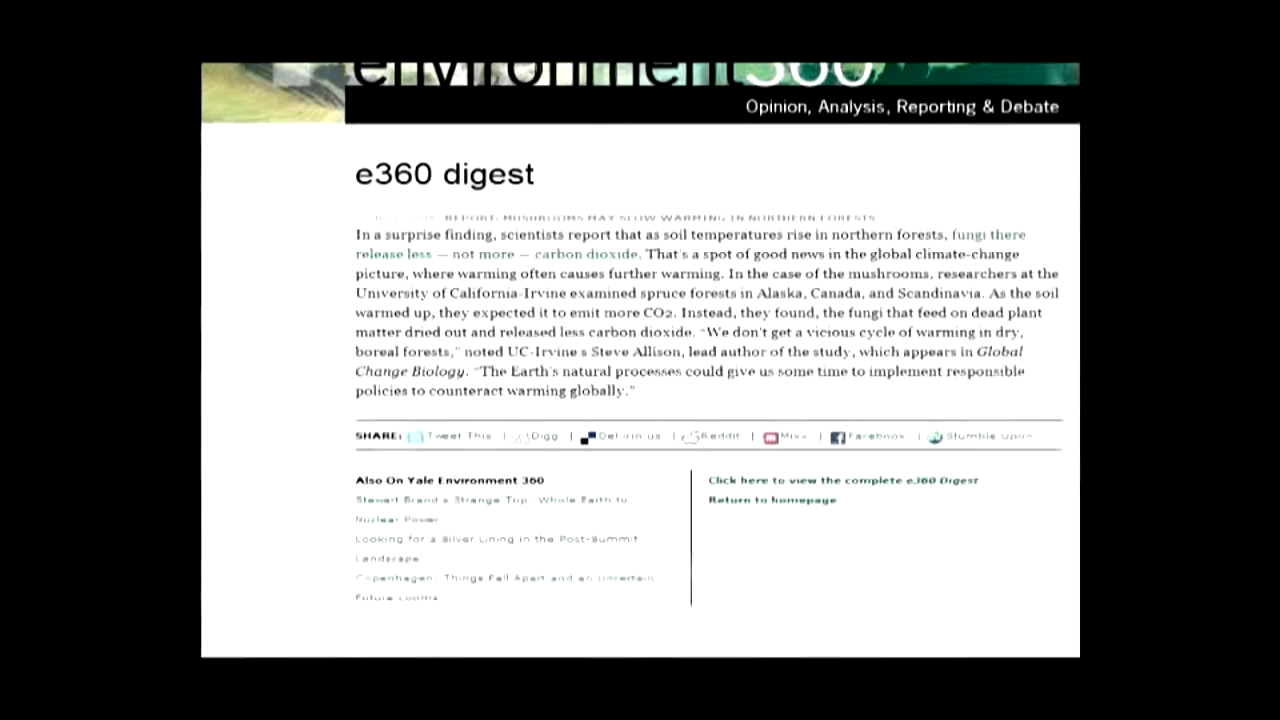 environment360
Opinion, Analysis, Reporting & Debate
e360 digest
REPORT: MUSHROOMS MAY SLOW WARMING IN NORTHERN FORESTS
In a surprise finding, scientists report that as soil temperatures rise in northern forests, fungi there
release less — not more — carbon dioxide. That's a spot of good news in the global climate-change
picture, where warming often causes further warming. In the case of the mushrooms, researchers at the
University of California-Irvine examined spruce forests in Alaska, Canada, and Scandinavia. As the soil
warmed up, they expected it to emit more CO2. Instead, they found, the fungi that feed on dead plant
matter dried out and released less carbon dioxide. "We don't get a vicious cycle of warming in dry,
boreal forests," noted UC-Irvine's Steve Allison, lead author of the study, which appears in Global
Change Biology. "The Earth's natural processes could give us some time to implement responsible
policies to counteract warming globally."
SHARE: Tweet This | Digg | Del.icio.us | Reddit | Mixx | Facebook | Stumble Upon
Also On Yale Environment 360
Stewart Brand's Strange Trip: Whole Earth to
Nuclear Power
Looking for a Silver Lining in the Post-Summit
Landscape
Copenhagen: Things Fall Apart and an Uncertain
Future Looms
Click here to view the complete e360 Digest
Return to homepage